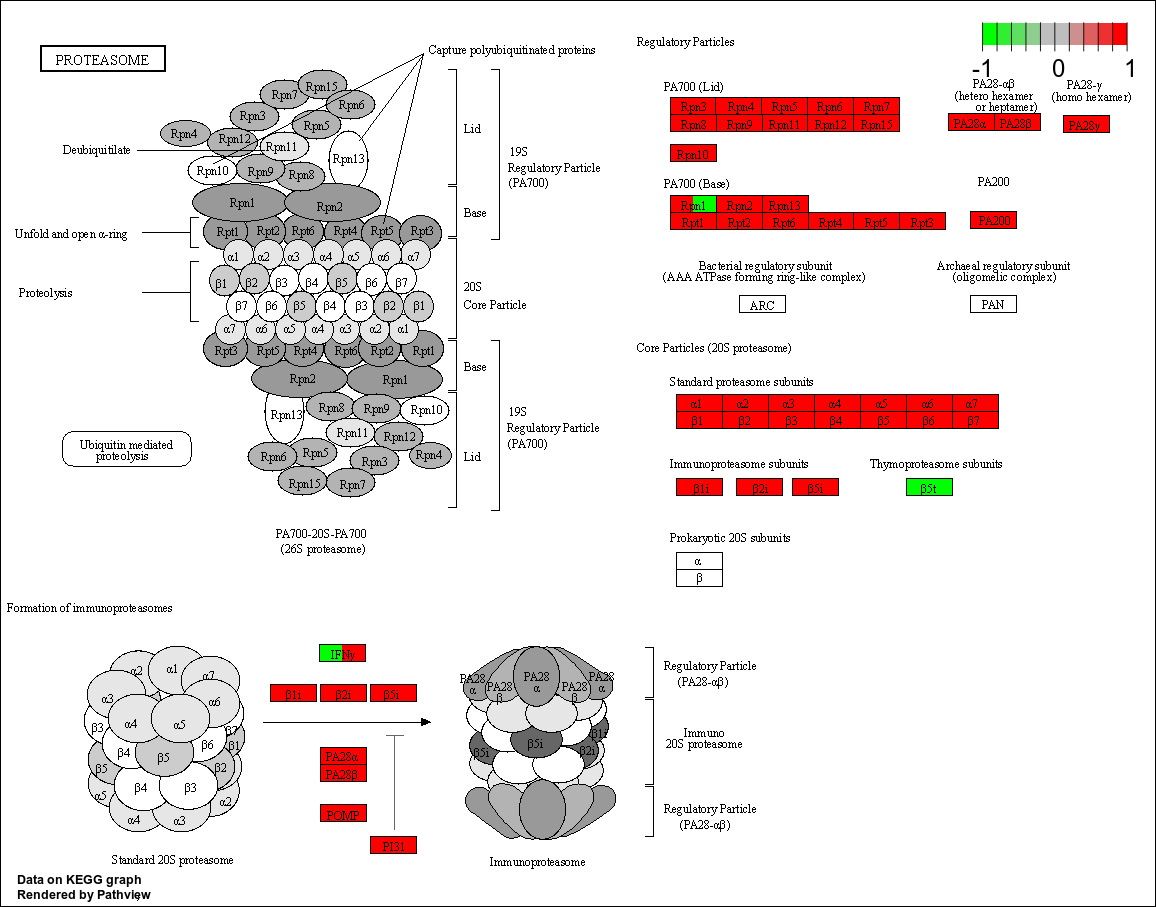 PROTEASOME
Capture polyubiquitinated proteins
Rpn15
Rpn7
Rpn6
Rpn3
Rpn5
Rpn4
Rpn12
Rpn11
Deubiquitilate
Rpn13
Rpn10
Rpn9
Rpn8
Lid
19S
Regulatory Particle
(PA700)
Rpn1
Rpn2
Base
Unfold and open α-ring
Rpt1 Rpt2 Rpt6 Rpt4 Rpt5 Rpt3
α1 α2 α3 α4 α5 α6 α7
Proteolysis
β1 β2 β3 β4 β5 β6 β7
20S
Core Particle
β7 β6 β5 β4 β3 β2 β1
α7 α6 α5 α4 α3 α2 α1
Rpt3 Rpt5 Rpt4 Rpt6 Rpt2 Rpt1
Base
Rpn2 Rpn1
Rpn13 Rpn8 Rpn9 Rpn10
19S
Regulatory Particle
(PA700)
Rpn11 Rpn12
Rpn6 Rpn5 Rpn3 Rpn4
Lid
Rpn15 Rpn7
Ubiquitin mediated
proteolysis
PA700-20S-PA700
(26S proteasome)
Regulatory Particles
-1 0 1
PA700 (Lid)
Rpn3 Rpn4 Rpn5 Rpn6 Rpn7
Rpn8 Rpn9 Rpn11 Rpn12 Rpn15
Rpn10
PA28-αβ
(hetero hexamer
or heptamer)
PA28α PA28β
PA28-γ
(homo hexamer)
PA28γ
PA700 (Base)
Rpn1 Rpn2 Rpn13
Rpt1 Rpt2 Rpt6 Rpt4 Rpt5 Rpt3
PA200
PA200
Bacterial regulatory subunit
(AAA ATPase forming ring-like complex)
ARC
Archaeal regulatory subunit
(oligomelic complex)
PAN
Core Particles (20S proteasome)
Standard proteasome subunits
α1 α2 α3 α4 α5 α6 α7
β1 β2 β3 β4 β5 β6 β7
Immunoproteasome subunits
β1i β2i β5i
Thymoproteasome subunits
β5t
Prokaryotic 20S subunits
α
β
Formation of immunoproteasomes
α2 α1 α7
α3 α6
α4 α5
β3 β7
β4 β6 β1
β5 β5 β2
β4 β3
α5 α2
α4 α3
Standard 20S proteasome
IFNγ
β1i β2i β5i
PA28α
PA28β
POMP
PI31
PA28 α
PA28 β
PA28 α
PA28 β
PA28 α
β1i
β5i β5i β2i
Immunoproteasome
Regulatory Particle
(PA28-αβ)
Immuno
20S proteasome
Regulatory Particle
(PA28-αβ)
Data on KEGG graph
Rendered by Pathview